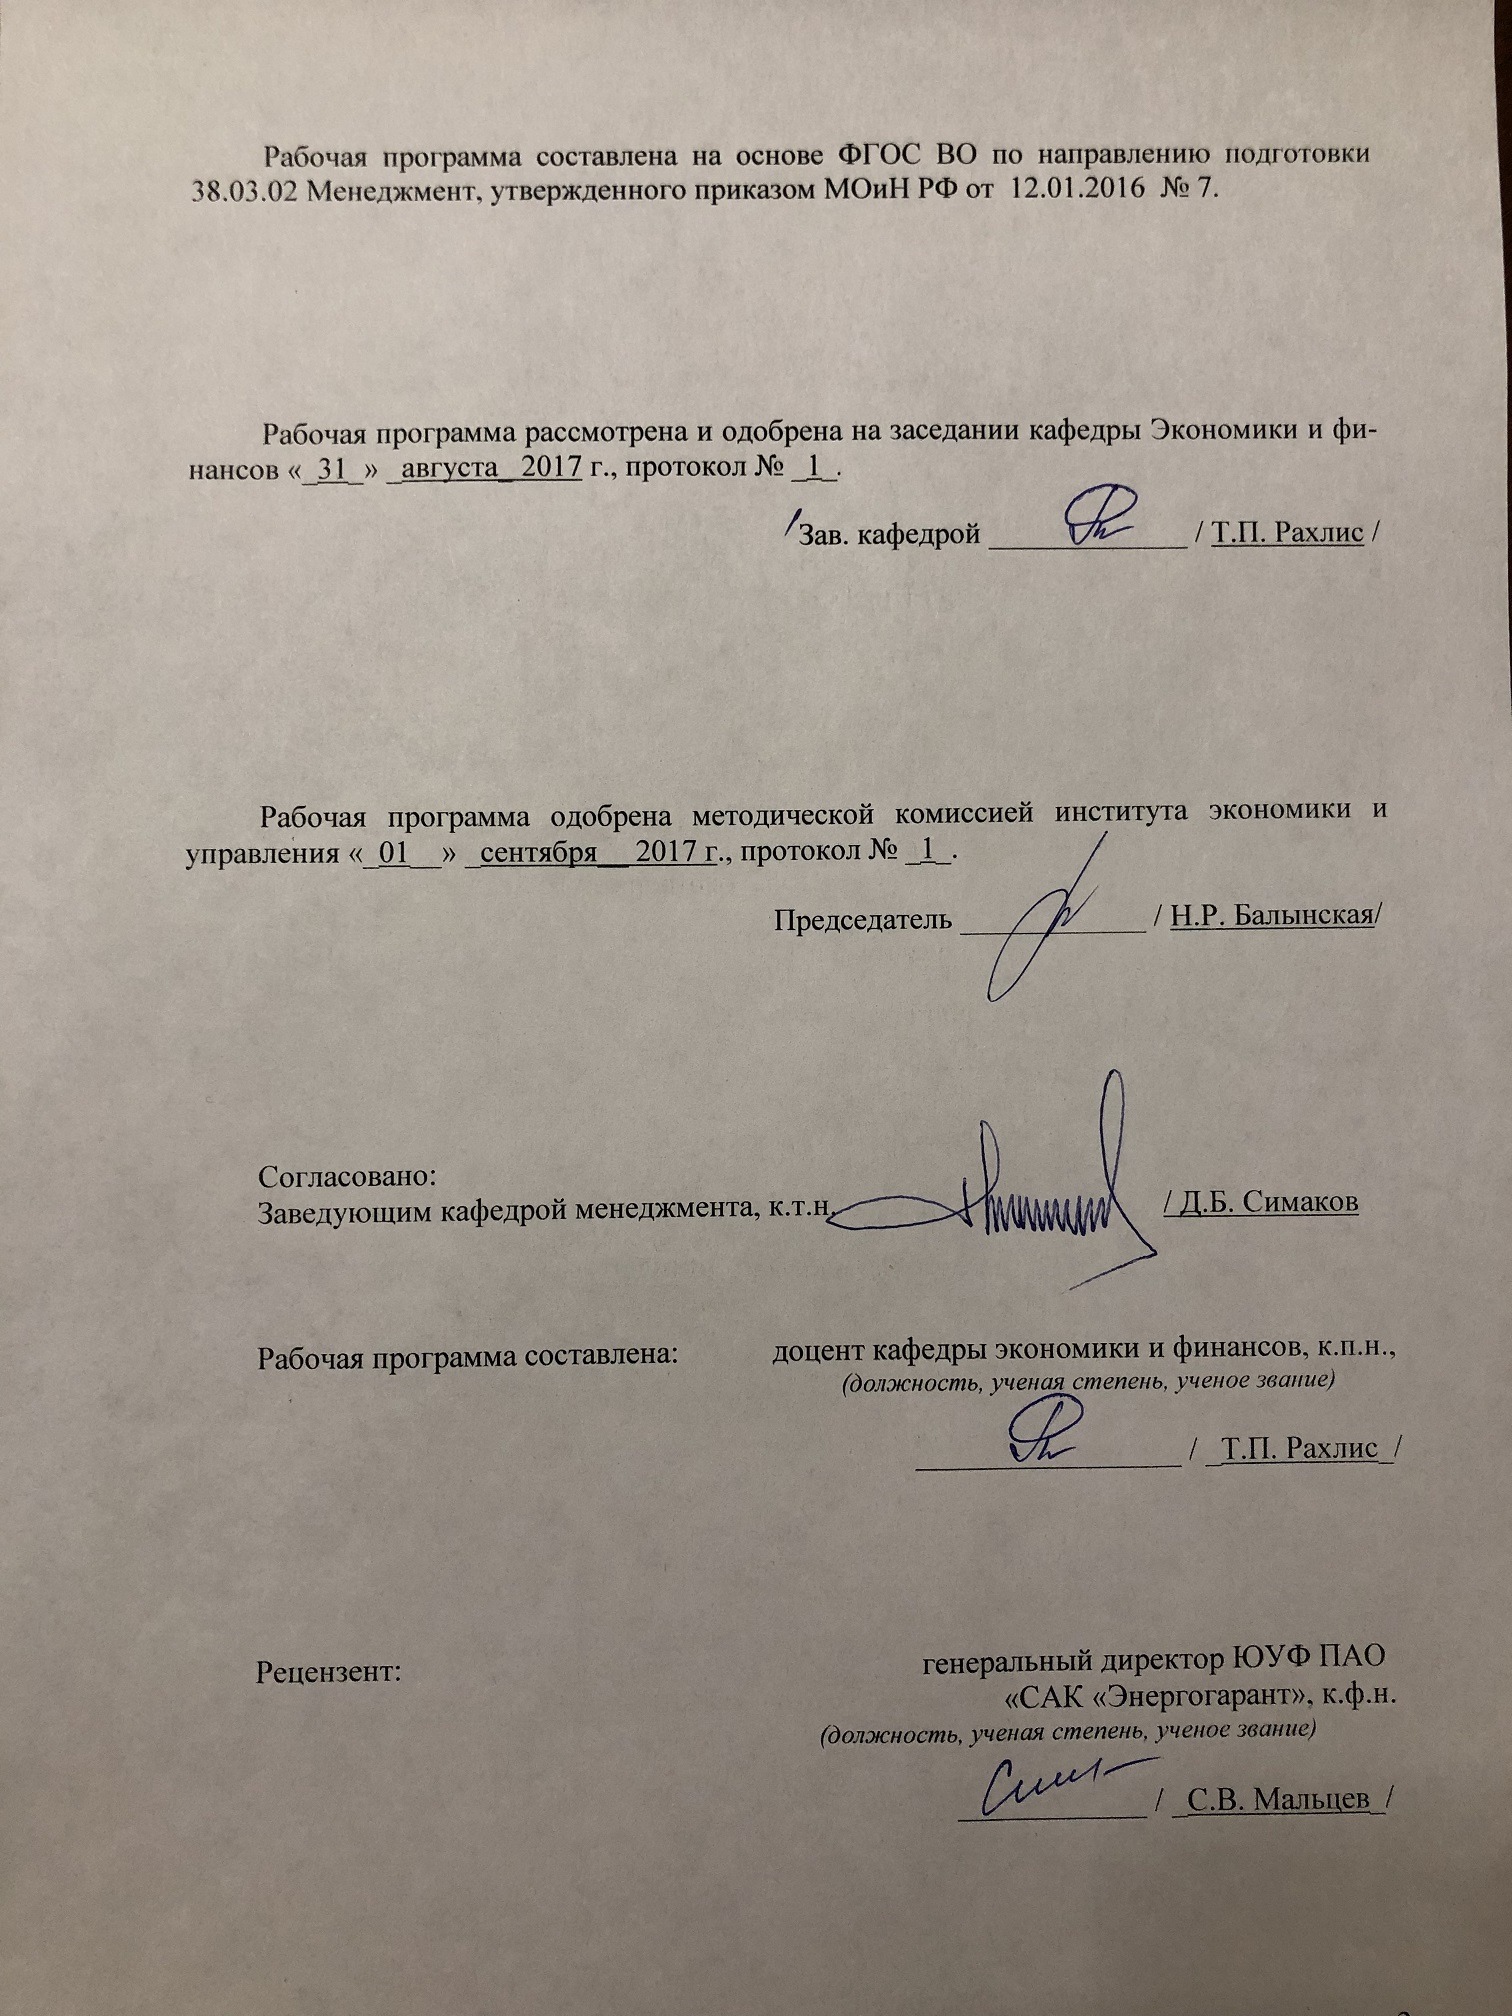 Рабочая программа составлена на основе ФГОС ВО по направлению подготовки
38.03.02 Менеджмент, утвержденного приказом МОиН РФ от 12.01.2016 № 7.
Рабочая программа рассмотрена и одобрена на заседании кафедры Экономики и фи-
нансов «_31_» _августа_ 2017 г., протокол № _1_.
Зав. кафедрой ______________ / Т.П. Рахлис /
Рабочая программа одобрена методической комиссией института экономики и
управления «_01__» _сентября__ 2017 г., протокол № _1_.
Председатель _____________ / Н.Р. Балынская/
Согласовано:
Заведующим кафедрой менеджмента, к.т.н. / Д.Б. Симаков
Рабочая программа составлена: доцент кафедры экономики и финансов, к.п.н.,
(должность, ученая степень, ученое звание)
___________________ / _Т.П. Рахлис_/
Рецензент: генеральный директор ЮУФ ПАО
«САК «Энергогарант», к.ф.н.
(должность, ученая степень, ученое звание)
_____________ / _С.В. Мальцев_/